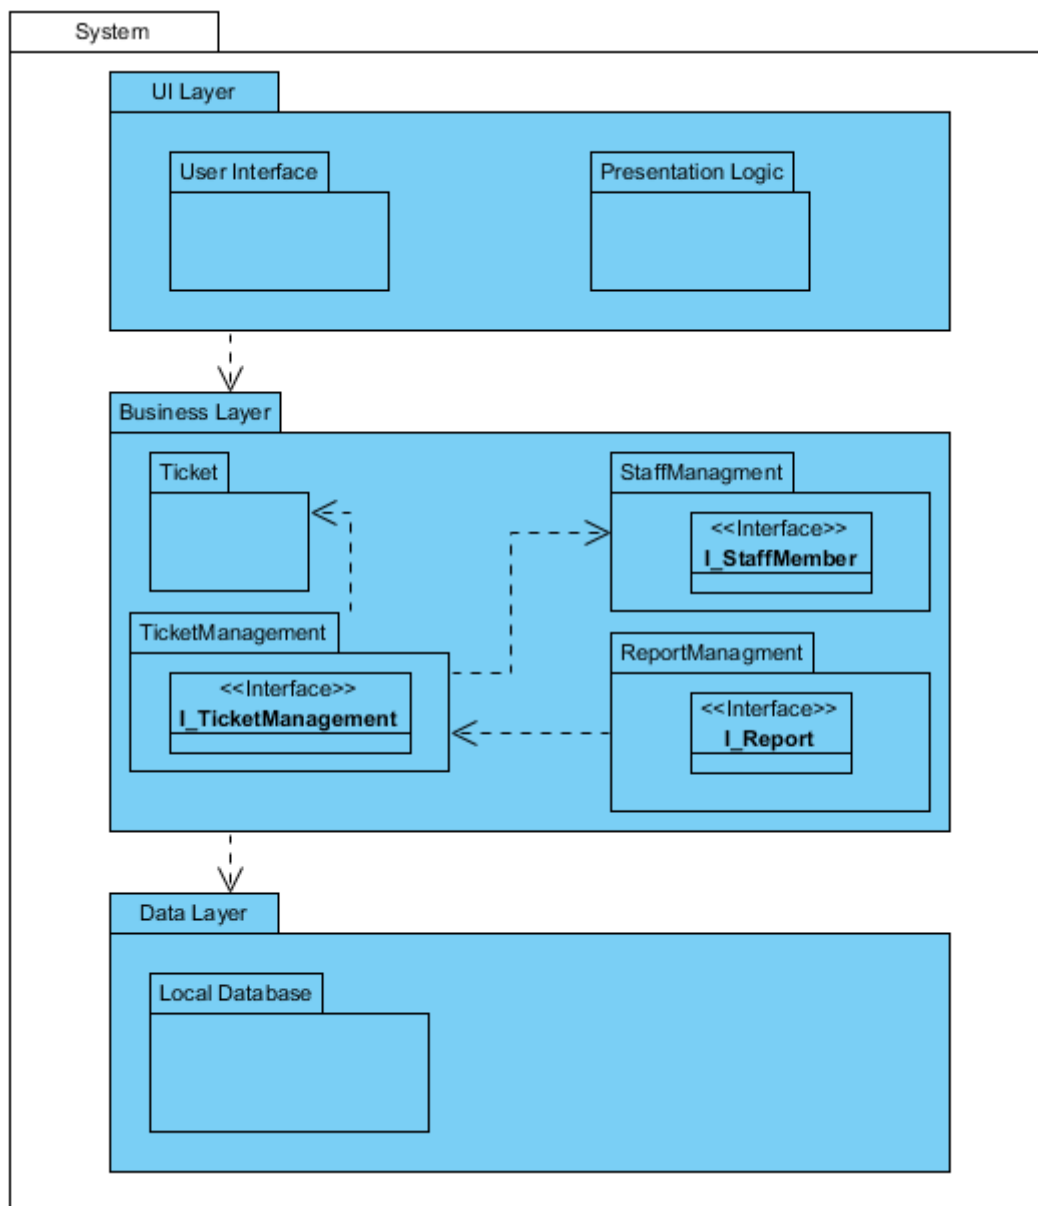 System
UI Layer
User Interface
Presentation Logic
Business Layer
Ticket
StaffManagment
<<Interface>>
I_StaffMember
TicketManagement
<<Interface>>
I_TicketManagement
ReportManagment
<<Interface>>
I_Report
Data Layer
Local Database